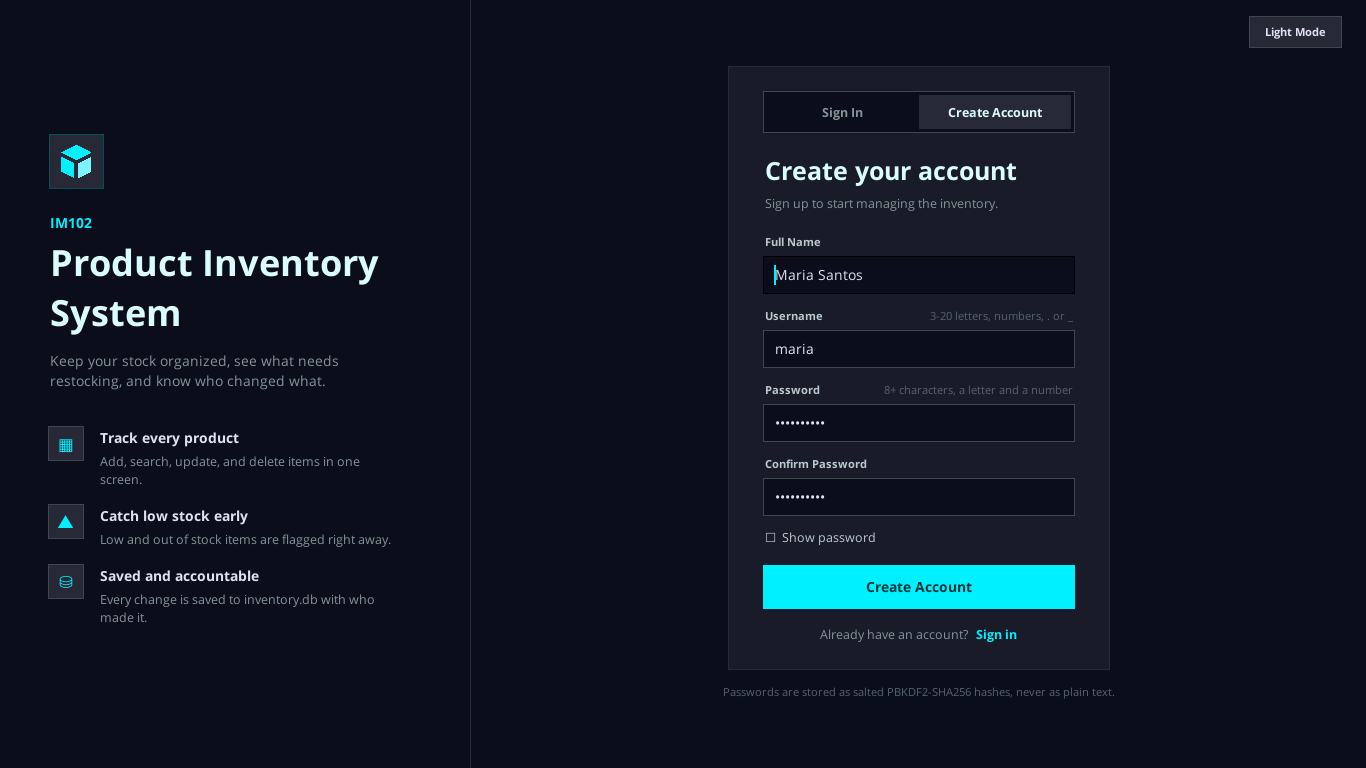 Light Mode
IM102
Product Inventory
System
Keep your stock organized, see what needs
restocking, and know who changed what.
Track every product
Add, search, update, and delete items in one
screen.
Catch low stock early
Low and out of stock items are flagged right away.
Saved and accountable
Every change is saved to inventory.db with who
made it.
Sign In
Create Account
Create your account
Sign up to start managing the inventory.
Full Name
Maria Santos
Username
3-20 letters, numbers, . or _
maria
Password
8+ characters, a letter and a number
••••••••••
Confirm Password
••••••••••
Show password
Create Account
Already have an account? Sign in
Passwords are stored as salted PBKDF2-SHA256 hashes, never as plain text.